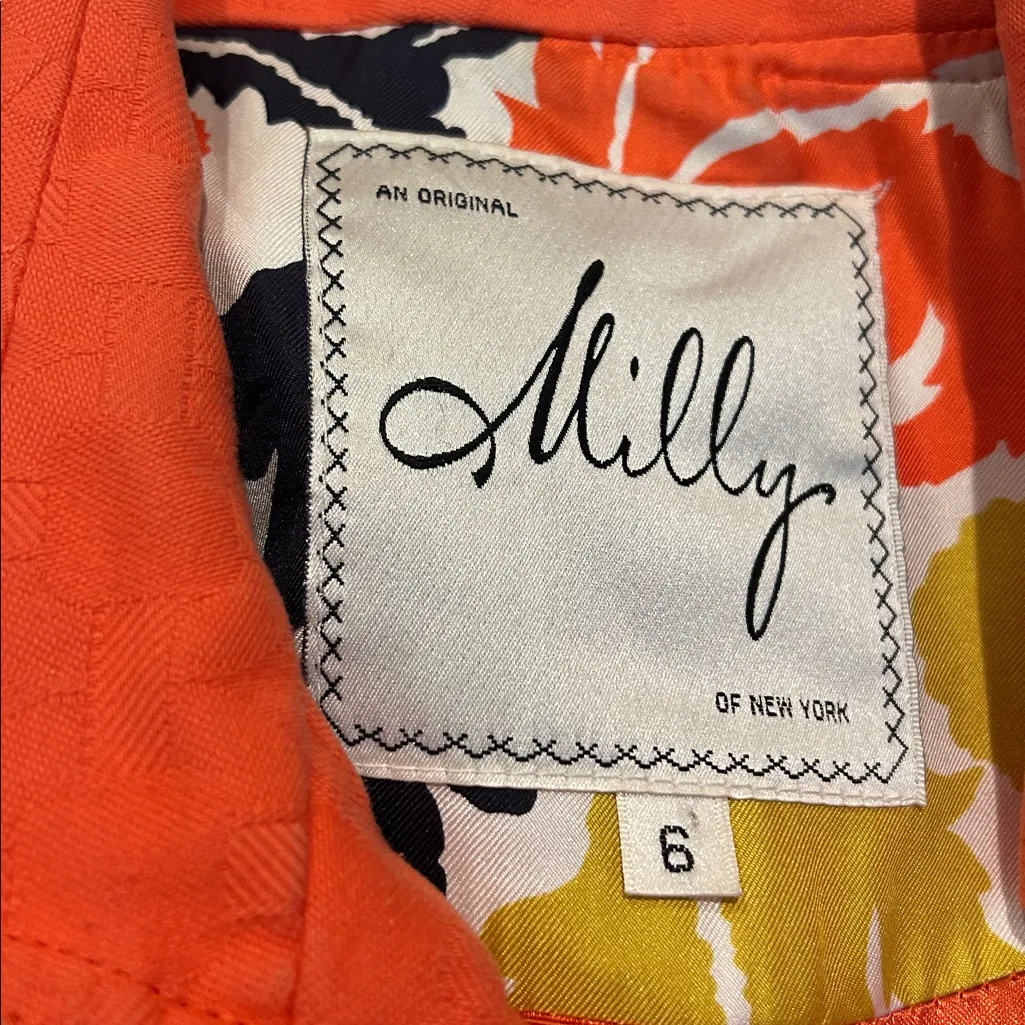 AN ORIGINAL
Milly
OF NEW YORK
6